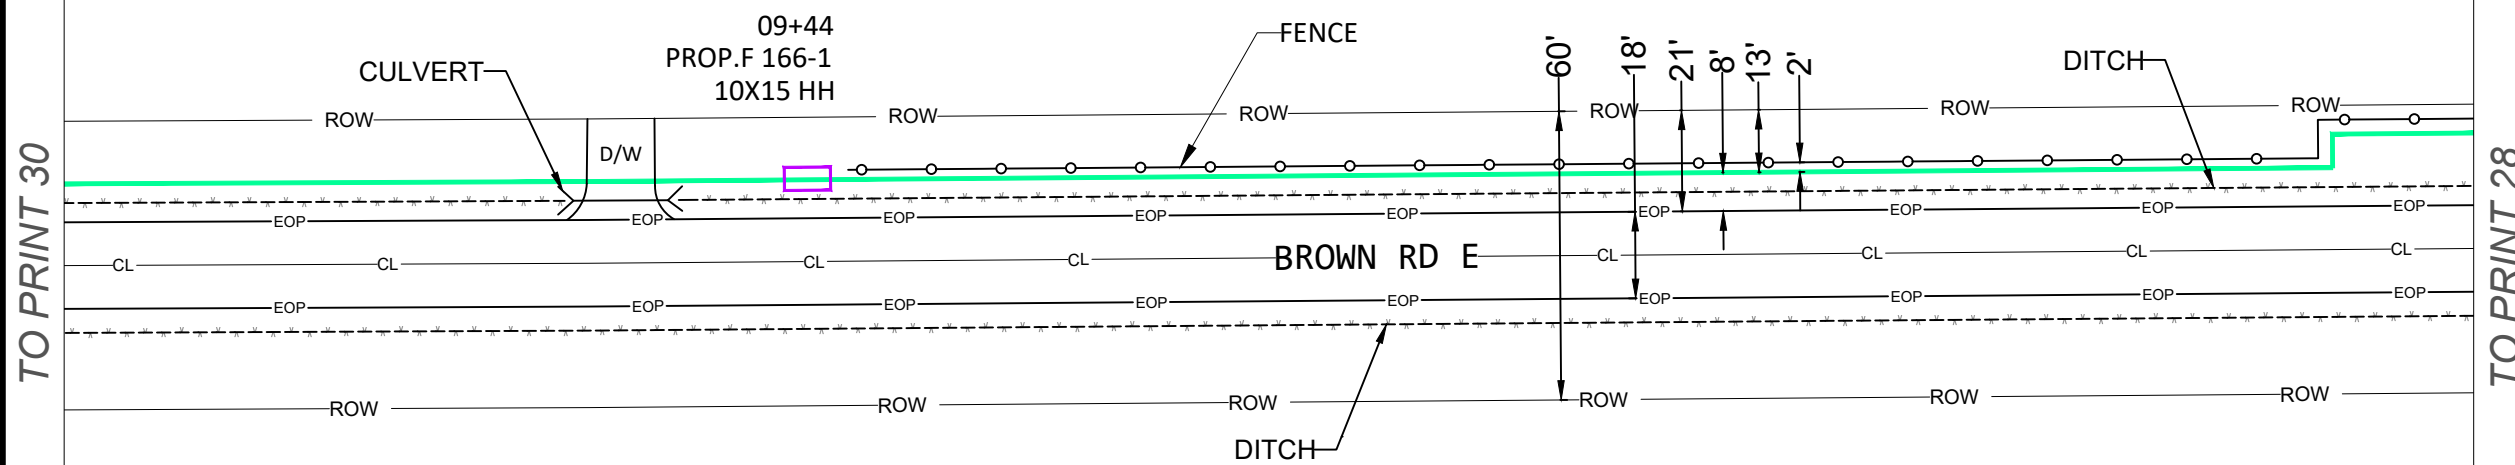 09+44
PROP.F 166-1
10X15 HH
FENCE
CULVERT
60'
18'
21'
8'
13'
2'
DITCH
ROW
ROW
ROW
ROW
ROW
ROW
D/W
TO PRINT 30
TO PRINT 28
EOP
EOP
EOP
EOP
EOP
EOP
EOP
EOP
EOP
CL
CL
CL
CL
BROWN RD E
CL
CL
CL
CL
EOP
EOP
EOP
EOP
EOP
EOP
EOP
EOP
EOP
ROW
ROW
ROW
ROW
ROW
ROW
DITCH